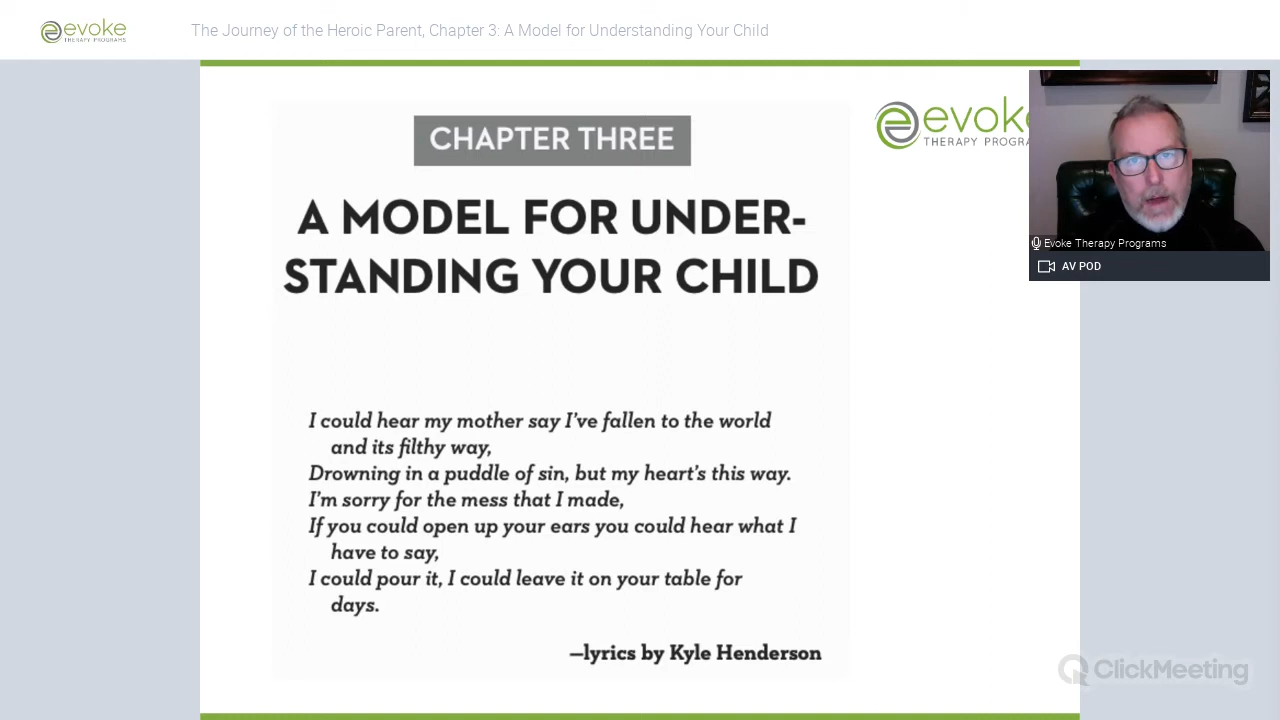 evoke
THERAPY PROGRAMS
The Journey of the Heroic Parent, Chapter 3: A Model for Understanding Your Child
CHAPTER THREE
A MODEL FOR UNDER-
STANDING YOUR CHILD
evoke
THERAPY PROGRA
Evoke Therapy Programs
AV POD
I could hear my mother say I've fallen to the world
and its filthy way,
Drowning in a puddle of sin, but my heart's this way.
I'm sorry for the mess that I made,
If you could open up your ears you could hear what I
have to say,
I could pour it, I could leave it on your table for
days.
—lyrics by Kyle Henderson
ClickMeeting